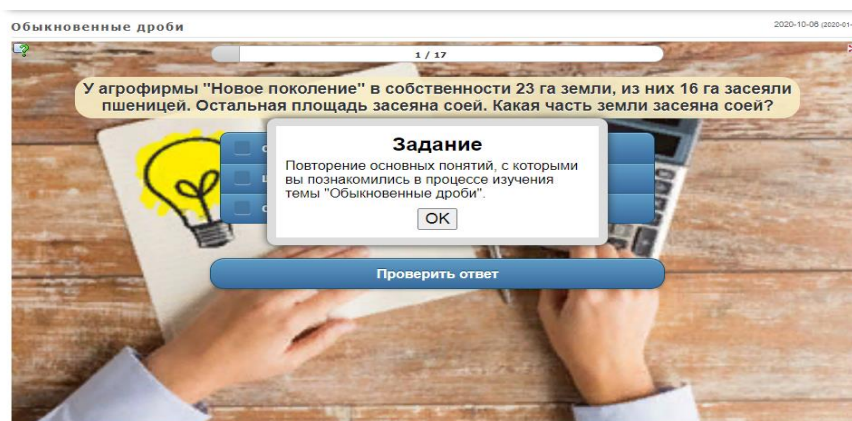 Обыкновенные дроби
2020-10-06 (2020-01-
1 / 17
У агрофирмы "Новое поколение" в собственности 23 га земли, из них 16 га засеяли
пшеницей. Остальная площадь засеяна соей. Какая часть земли засеяна соей?
Задание
Повторение основных понятий, с которыми
вы познакомились в процессе изучения
темы "Обыкновенные дроби".
OK
Проверить ответ